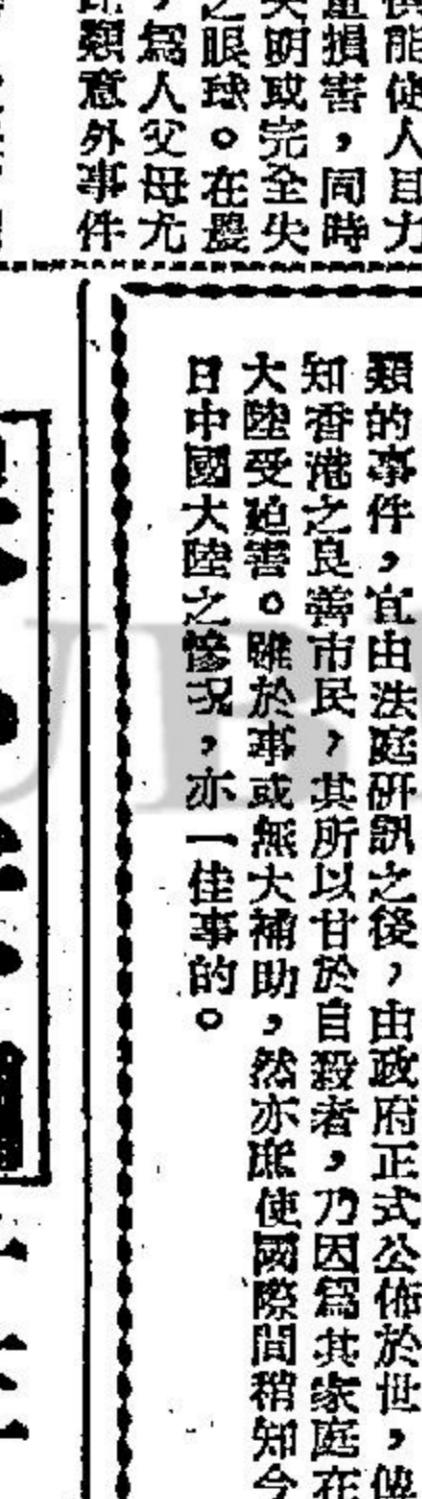 供能使人目力
重損害，同時
失明或完全失
之眼球。在曼
，爲人父母尤
類意外事件
類的事件，宜由法庭研訊之後，由政府正式公佈於世，俾
知香港之良善市民，其所以甘於自殺者，乃因爲其家庭在
大陸受廹害。雖於事或無大補助，然亦庶使國際間稍知今
日中國大陸之慘況，亦一佳事的。